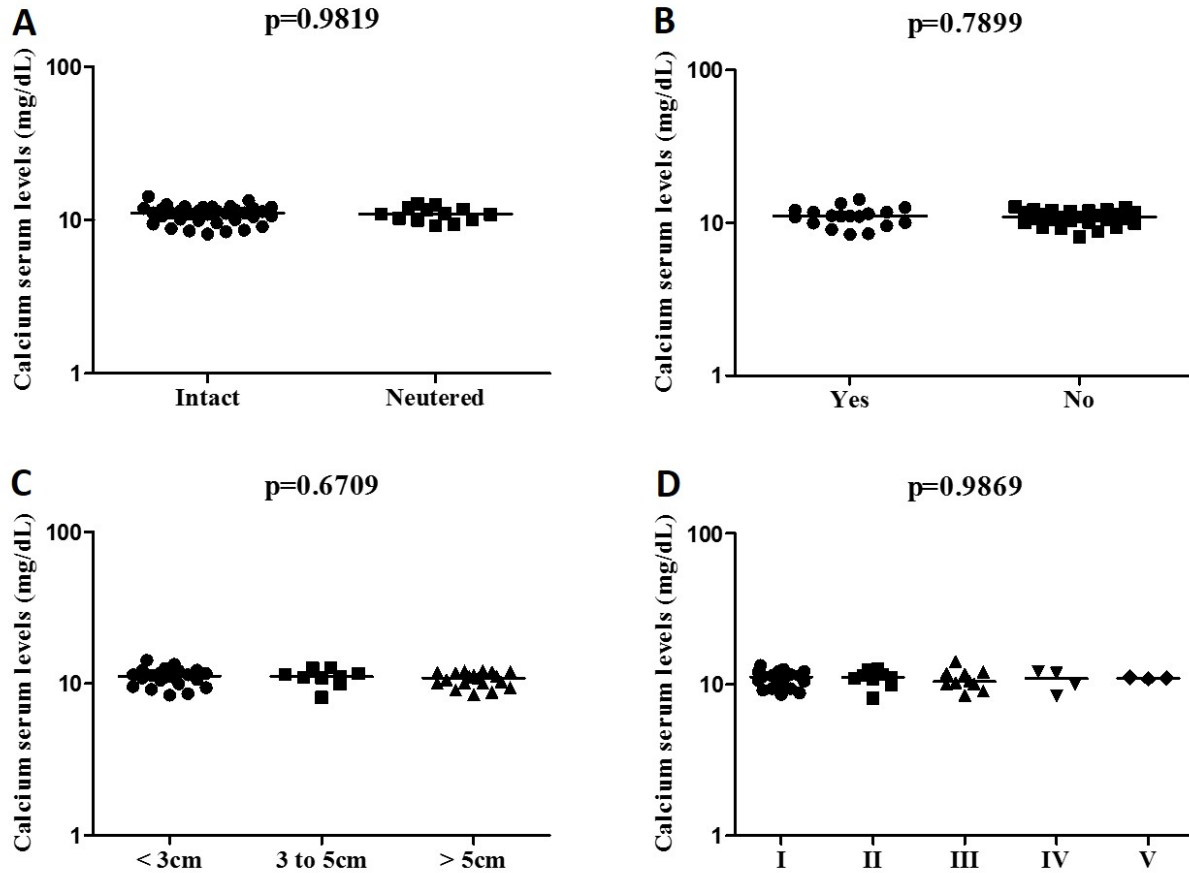 A
p=0.9819
Calcium serum levels (mg/dL)
100
10
1
Intact Neutered
B
p=0.7899
Calcium serum levels (mg/dL)
100
10
1
Yes No
C
p=0.6709
Calcium serum levels (mg/dL)
100
10
1
< 3cm 3 to 5cm > 5cm
D
p=0.9869
Calcium serum levels (mg/dL)
100
10
1
I II III IV V